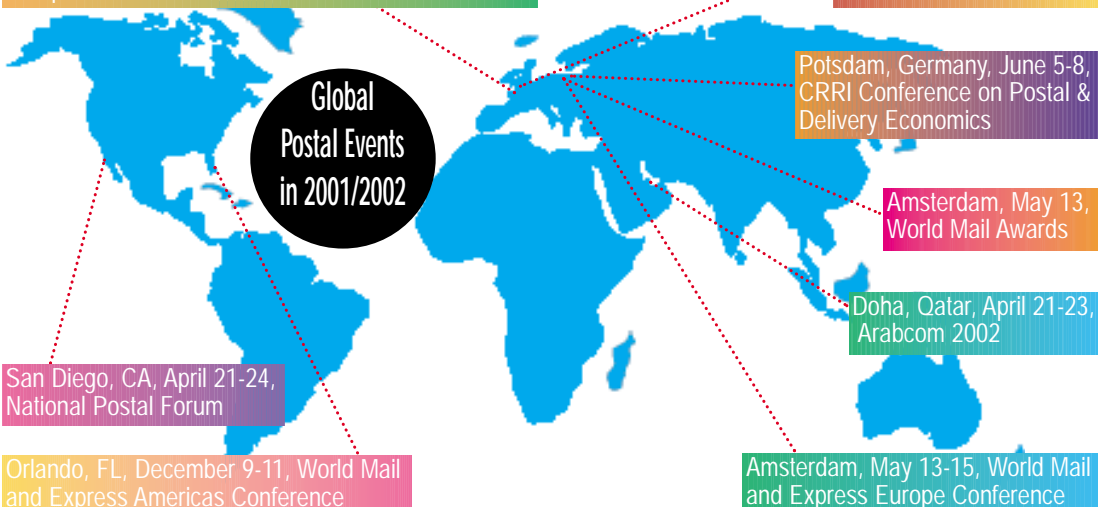 Global
Postal Events
in 2001/2002
Potsdam, Germany, June 5-8,
CRRI Conference on Postal &
Delivery Economics
Amsterdam, May 13,
World Mail Awards
Doha, Qatar, April 21-23,
Arabcom 2002
San Diego, CA, April 21-24,
National Postal Forum
Orlando, FL, December 9-11, World Mail
and Express Americas Conference
Amsterdam, May 13-15, World Mail
and Express Europe Conference